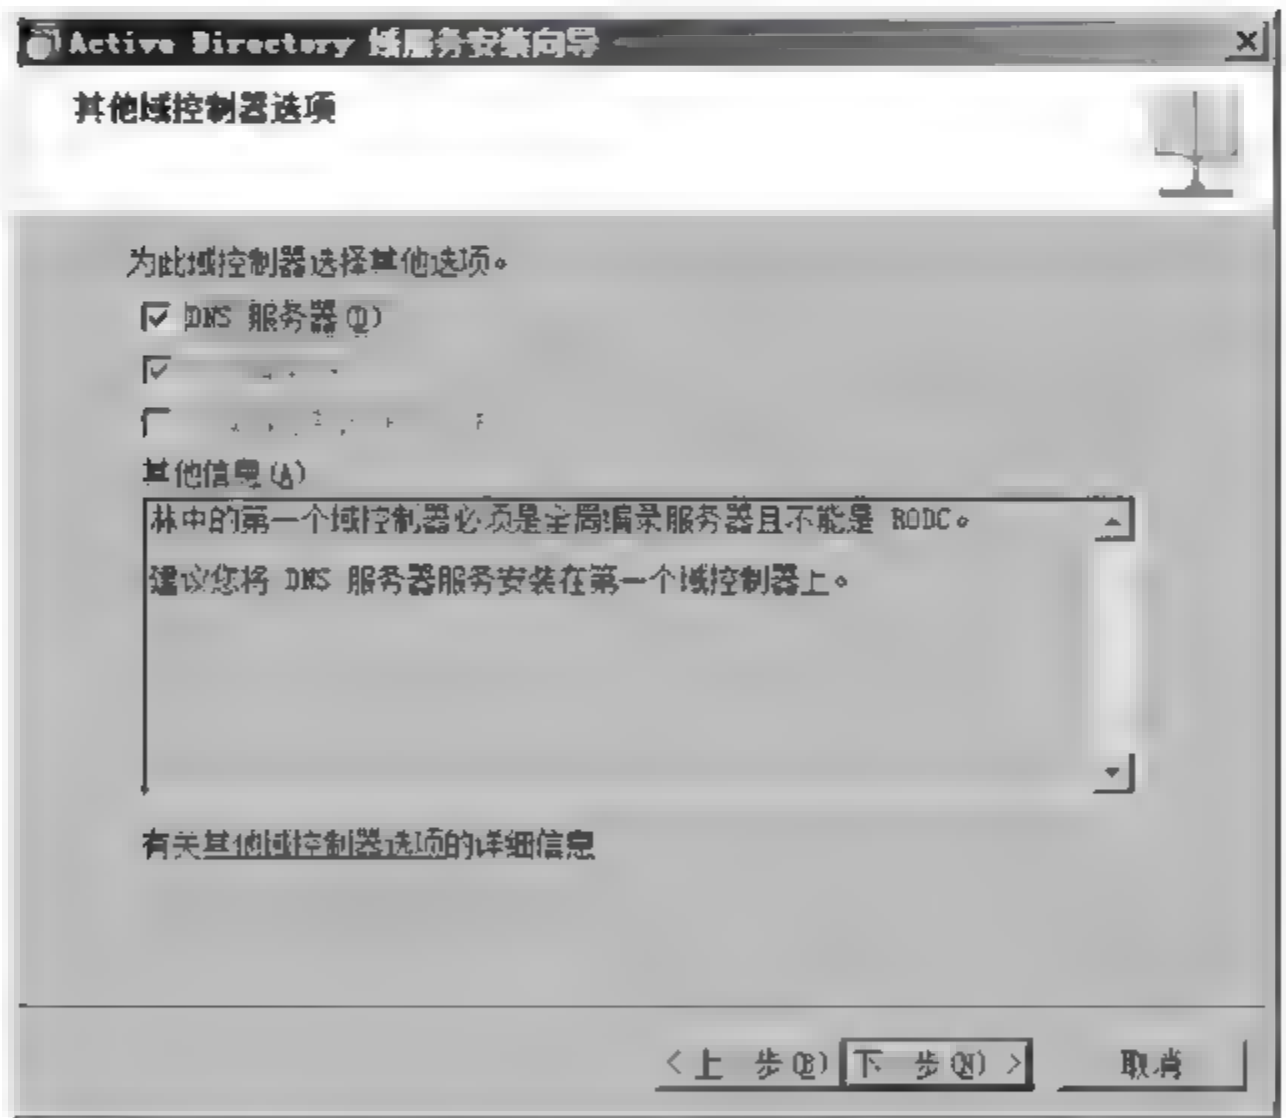 Active Directory 域服务安装向导
其他域控制器选项
为此域控制器选择其他选项。
DNS 服务器(D)
其他信息(A)
林中的第一个域控制器必须是全局编录服务器且不能是 RODC。
建议您将 DNS 服务器服务安装在第一个域控制器上。
有关其他域控制器选项的详细信息
<上 步(B) 下 步(N) > 取消